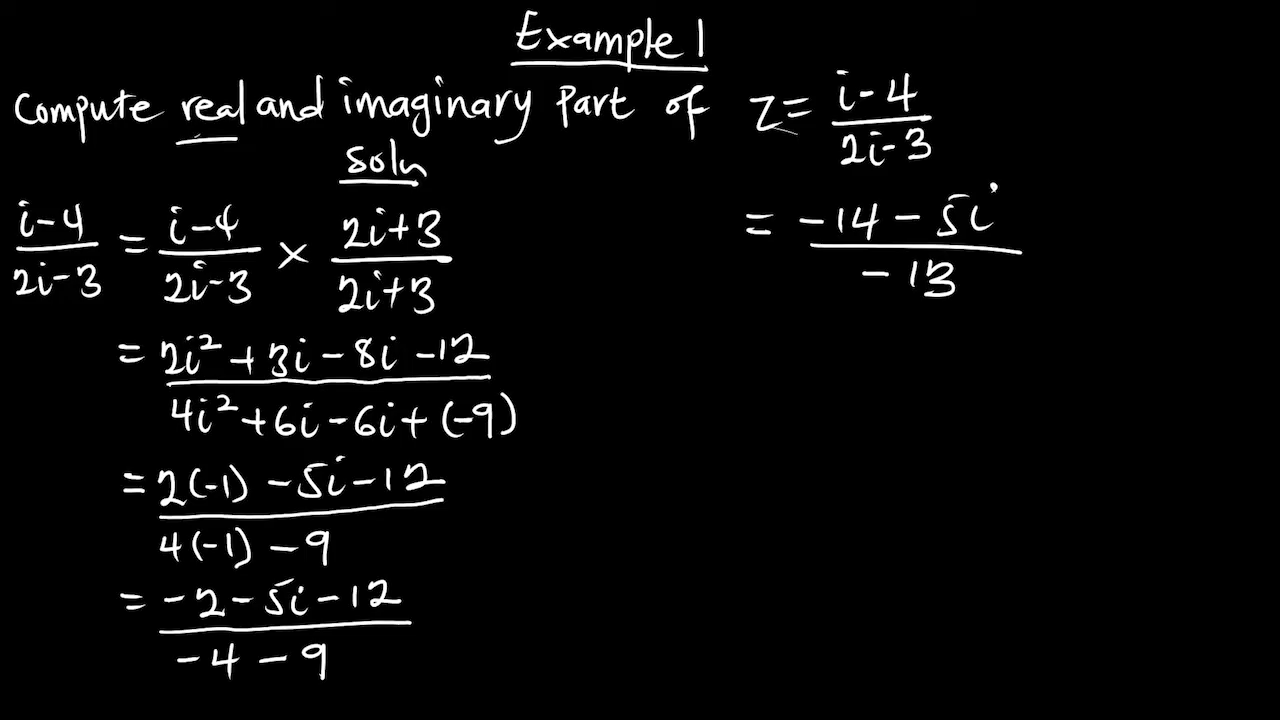 Example 1
Compute real and imaginary part of z = (i-4)/(2i-3)
soln
(i-4)/(2i-3) = (i-4)/(2i-3) × (2i+3)/(2i+3)
= (2i² + 3i - 8i - 12)/(4i² + 6i - 6i + (-9))
= (2(-1) - 5i - 12)/(4(-1) - 9)
= (-2 - 5i - 12)/(-4 - 9)
= (-14 - 5i)/(-13)